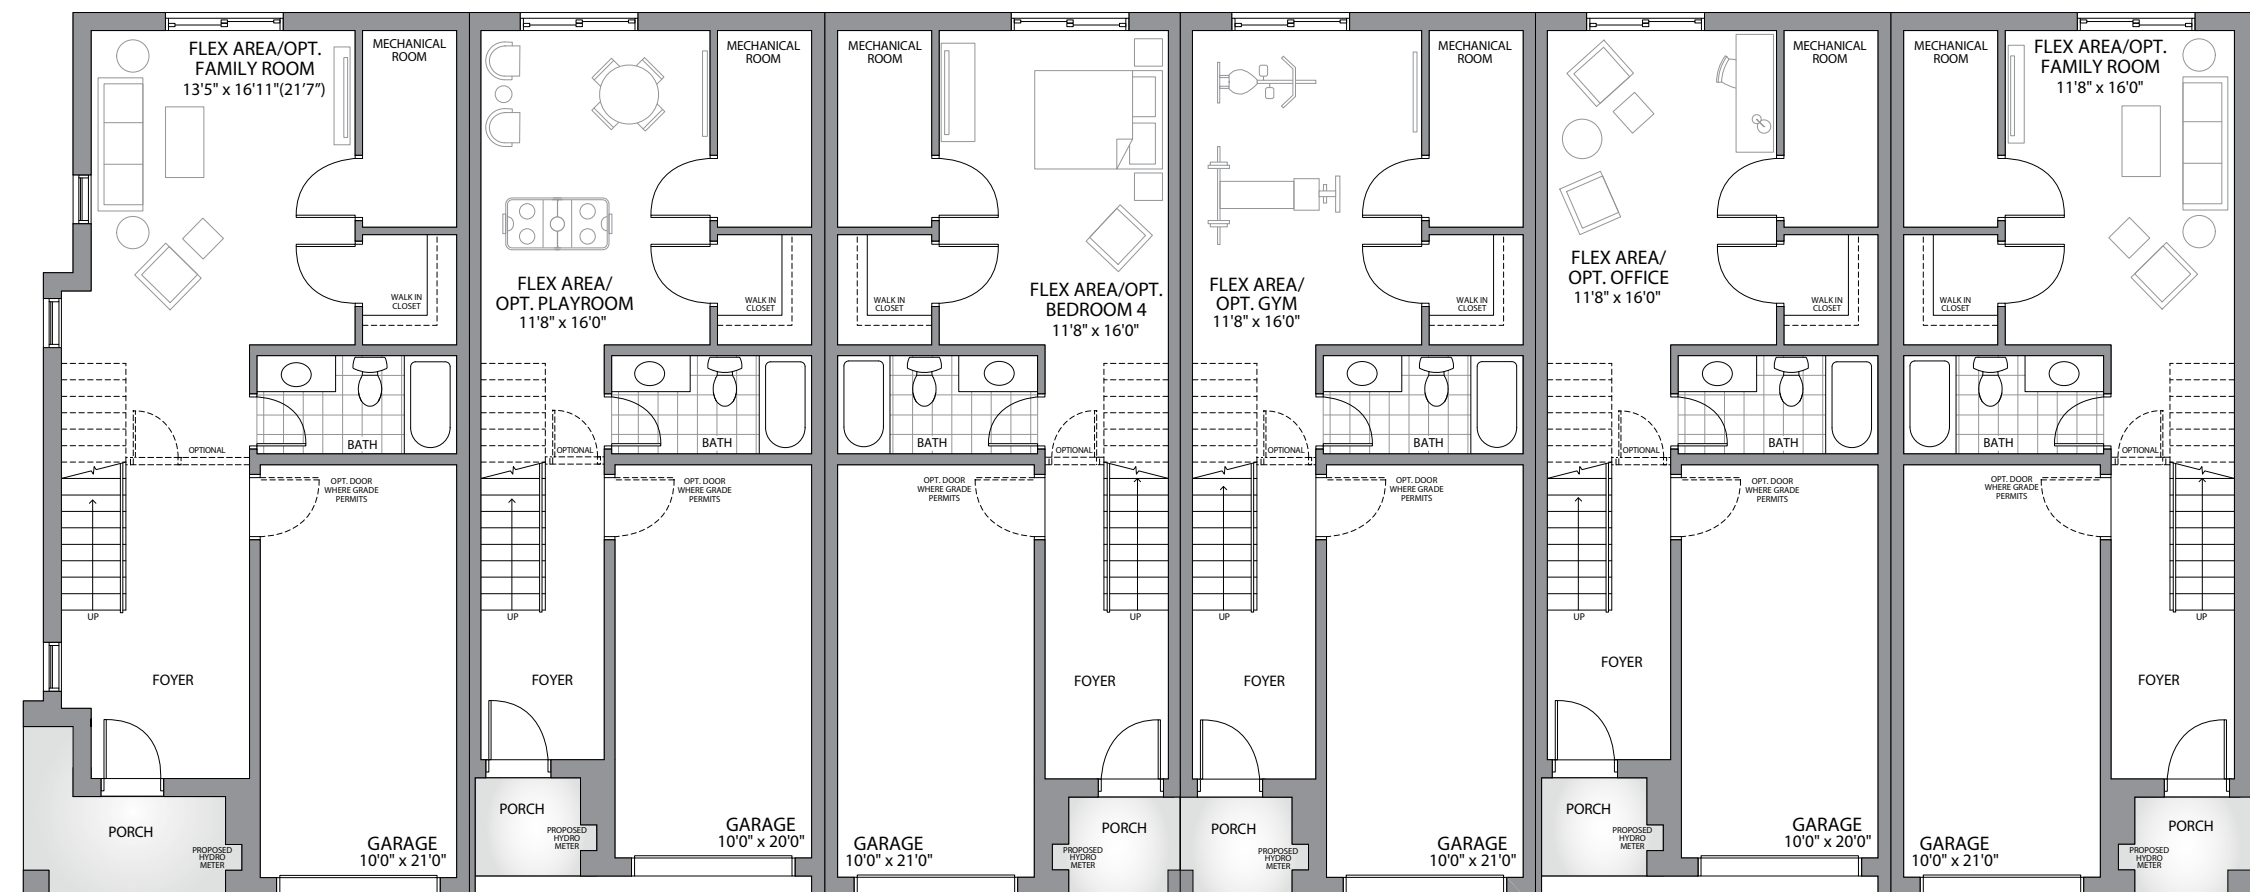 FLEX AREA/OPT.
FAMILY ROOM
13'5" x 16'11"(21'7")
MECHANICAL
ROOM
WALK IN
CLOSET
BATH
OPTIONAL
OPT. DOOR
WHERE GRADE
PERMITS
UP
FOYER
PORCH
PROPOSED
HYDRO
METER
GARAGE
10'0" x 21'0"
MECHANICAL
ROOM
FLEX AREA/
OPT. PLAYROOM
11'8" x 16'0"
WALK IN
CLOSET
BATH
OPTIONAL
OPT. DOOR
WHERE GRADE
PERMITS
UP
FOYER
PORCH
PROPOSED
HYDRO
METER
GARAGE
10'0" x 20'0"
MECHANICAL
ROOM
WALK IN
CLOSET
FLEX AREA/OPT.
BEDROOM 4
11'8" x 16'0"
BATH
OPTIONAL
OPT. DOOR
WHERE GRADE
PERMITS
UP
FOYER
PORCH
PROPOSED
HYDRO
METER
GARAGE
10'0" x 21'0"
MECHANICAL
ROOM
FLEX AREA/
OPT. GYM
11'8" x 16'0"
WALK IN
CLOSET
BATH
OPTIONAL
OPT. DOOR
WHERE GRADE
PERMITS
UP
FOYER
PORCH
PROPOSED
HYDRO
METER
GARAGE
10'0" x 21'0"
MECHANICAL
ROOM
FLEX AREA/
OPT. OFFICE
11'8" x 16'0"
WALK IN
CLOSET
BATH
OPTIONAL
OPT. DOOR
WHERE GRADE
PERMITS
UP
FOYER
PORCH
PROPOSED
HYDRO
METER
GARAGE
10'0" x 20'0"
MECHANICAL
ROOM
FLEX AREA/OPT.
FAMILY ROOM
11'8" x 16'0"
WALK IN
CLOSET
BATH
OPTIONAL
OPT. DOOR
WHERE GRADE
PERMITS
UP
FOYER
PORCH
PROPOSED
HYDRO
METER
GARAGE
10'0" x 21'0"